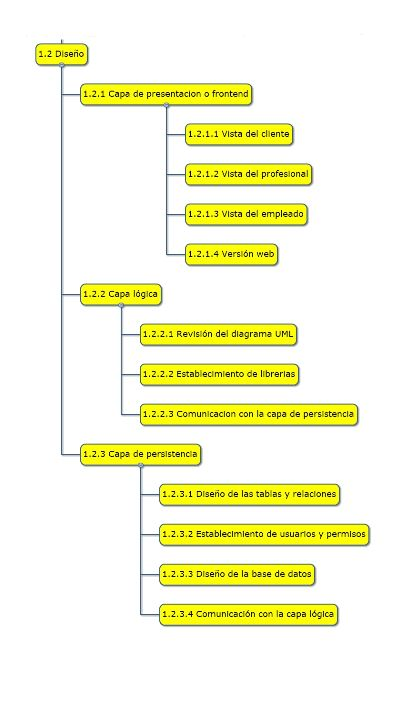 1.2 Diseño
1.2.1 Capa de presentacion o frontend
1.2.1.1 Vista del cliente
1.2.1.2 Vista del profesional
1.2.1.3 Vista del empleado
1.2.1.4 Versión web
1.2.2 Capa lógica
1.2.2.1 Revisión del diagrama UML
1.2.2.2 Establecimiento de librerias
1.2.2.3 Comunicacion con la capa de persistencia
1.2.3 Capa de persistencia
1.2.3.1 Diseño de las tablas y relaciones
1.2.3.2 Establecimiento de usuarios y permisos
1.2.3.3 Diseño de la base de datos
1.2.3.4 Comunicación con la capa lógica